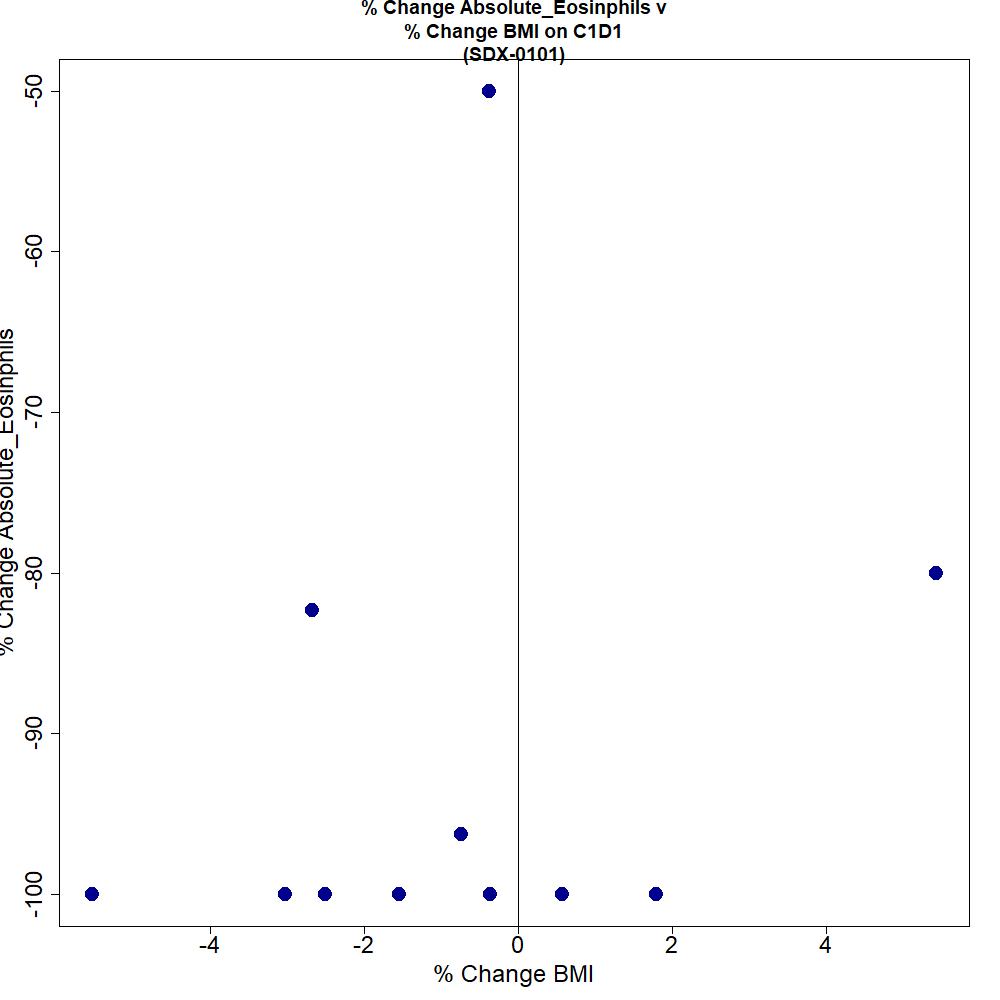 % Change Absolute_Eosinphils v
% Change BMI on C1D1
(SDX-0101)
% Change Absolute_Eosinphils
-50
-60
-70
-80
-90
-100
-4
-2
0
2
4
% Change BMI